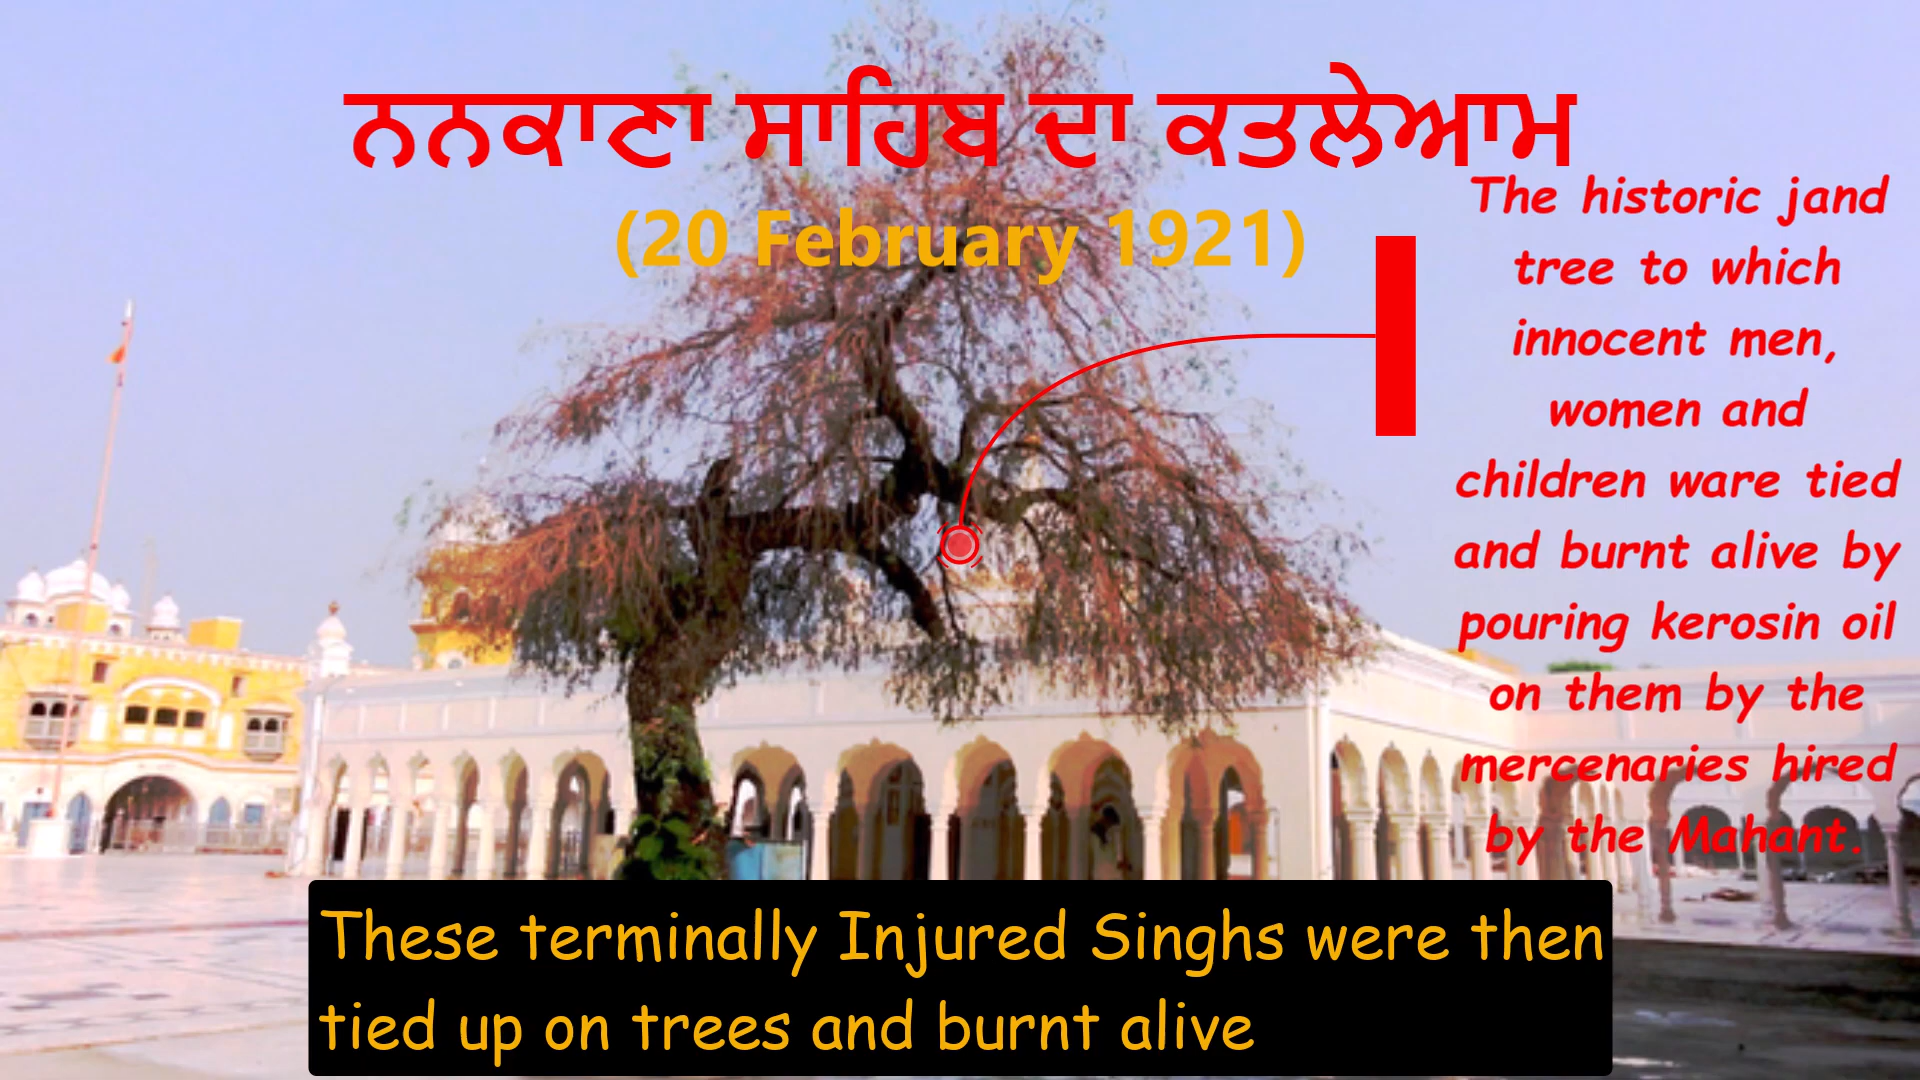 ਨਨਕਾਣਾ ਸਾਹਿਬ ਦਾ ਕਤਲੇਆਮ
(20 February 1921)
The historic jand
tree to which
innocent men,
women and
children ware tied
and burnt alive by
pouring kerosin oil
on them by the
mercenaries hired
by the Mahant.
These terminally Injured Singhs were then
tied up on trees and burnt alive